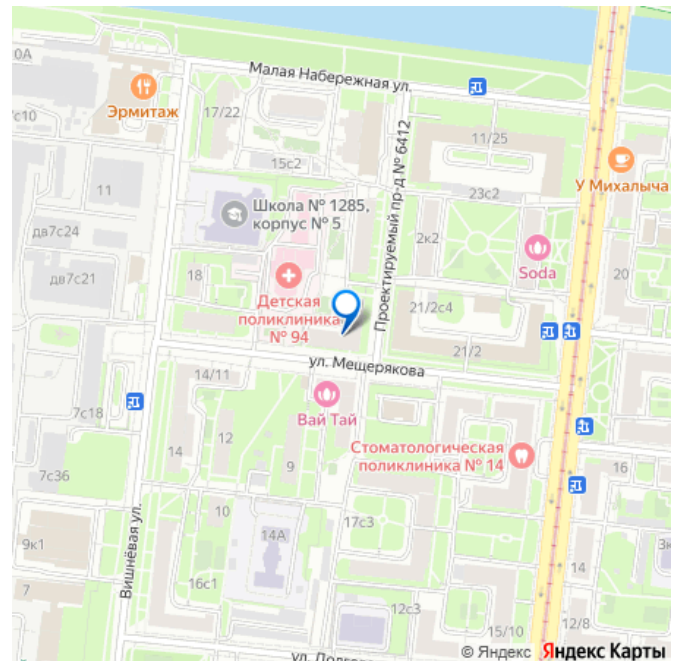 0А
Малая Набережная ул.
Эрмитаж
17/22
7с10
11/25
Проектируемый пр-д № 6412
У Михалыча
15с2
11
23с2
Школа № 1285,
корпус № 5
дв7с24
2к2
Soda
18
20
дв7с21
Детская
поликлиника
№ 94
21/2с4
21/2
ул. Мещерякова
14/11
Вай Тай
7с18
12
14
9
Стоматологическая
поликлиника № 14
16
7с36
Вишнёвая ул.
10
17с3
14А
9к1
3к
14
16с1
7
12с3
15/10
12/8
© Яндекс Яндекс Карты